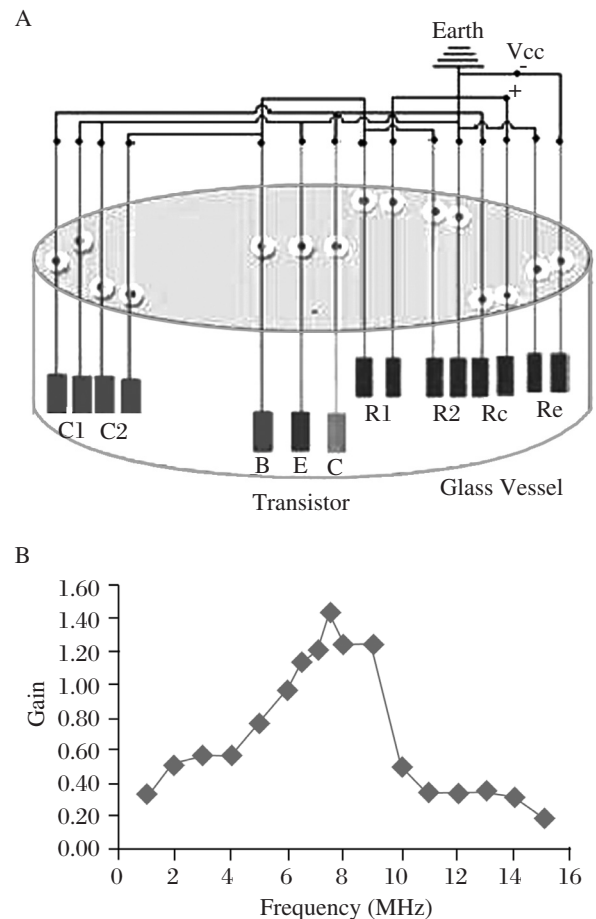 A
Earth
Vcc
-
+
C1 C2
R1 R2 Rc Re
B E C
Transistor
Glass Vessel
B
1.60
1.40
1.20
1.00
0.80
0.60
0.40
0.20
0.00
Gain
0 2 4 6 8 10 12 14 16
Frequency (MHz)